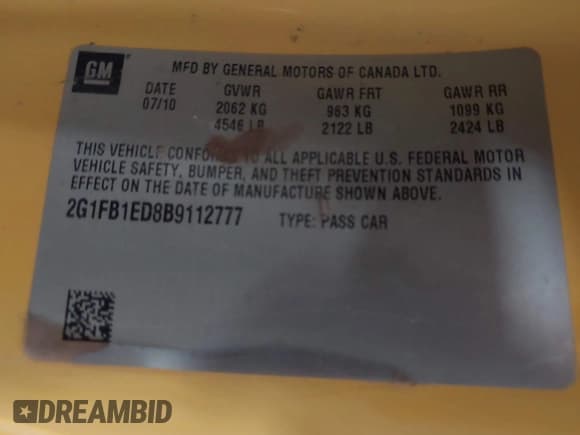 GM
MFD BY GENERAL MOTORS OF CANADA LTD.
DATE GVWR GAWR FRT GAWR RR
07/10 2062 KG 963 KG 1099 KG
4546 LB 2122 LB 2424 LB
THIS VEHICLE CONFORMS TO ALL APPLICABLE U.S. FEDERAL MOTOR
VEHICLE SAFETY, BUMPER, AND THEFT PREVENTION STANDARDS IN
EFFECT ON THE DATE OF MANUFACTURE SHOWN ABOVE.
2G1FB1ED8B9112777 TYPE: PASS CAR
DREAMBID